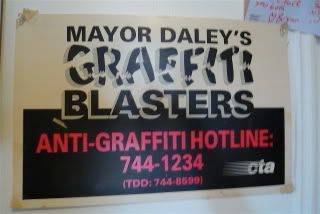 MAYOR DALEY'S
GRAFFITI
BLASTERS
ANTI-GRAFFITI HOTLINE:
744-1234
(TDD: 744-8599)
cta